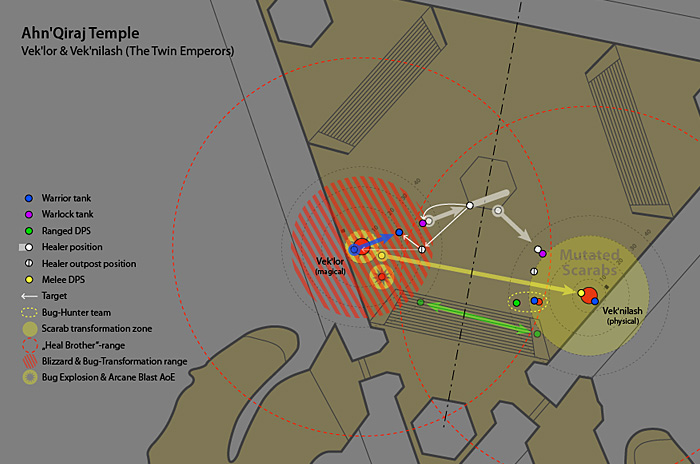 Ahn'Qiraj Temple
Vek'lor & Vek'nilash (The Twin Emperors)
Warrior tank
Warlock tank
Ranged DPS
Healer position
Healer outpost position
Melee DPS
Target
Bug-Hunter team
Scarab transformation zone
„Heal Brother"-range
Blizzard & Bug-Transformation range
Bug Explosion & Arcane Blast AoE
Vek'lor
(magical)
Mutated
Scarabs
Vek'nilash
(physical)